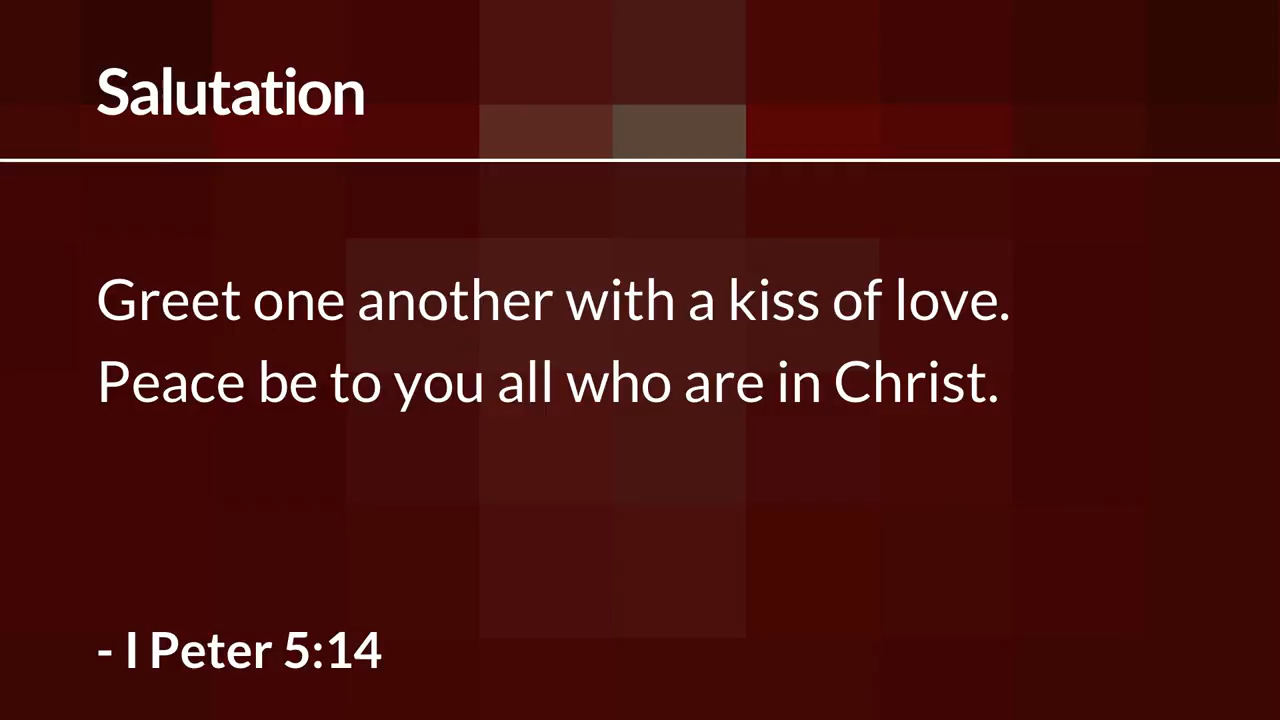 Salutation
Greet one another with a kiss of love.
Peace be to you all who are in Christ.
- I Peter 5:14